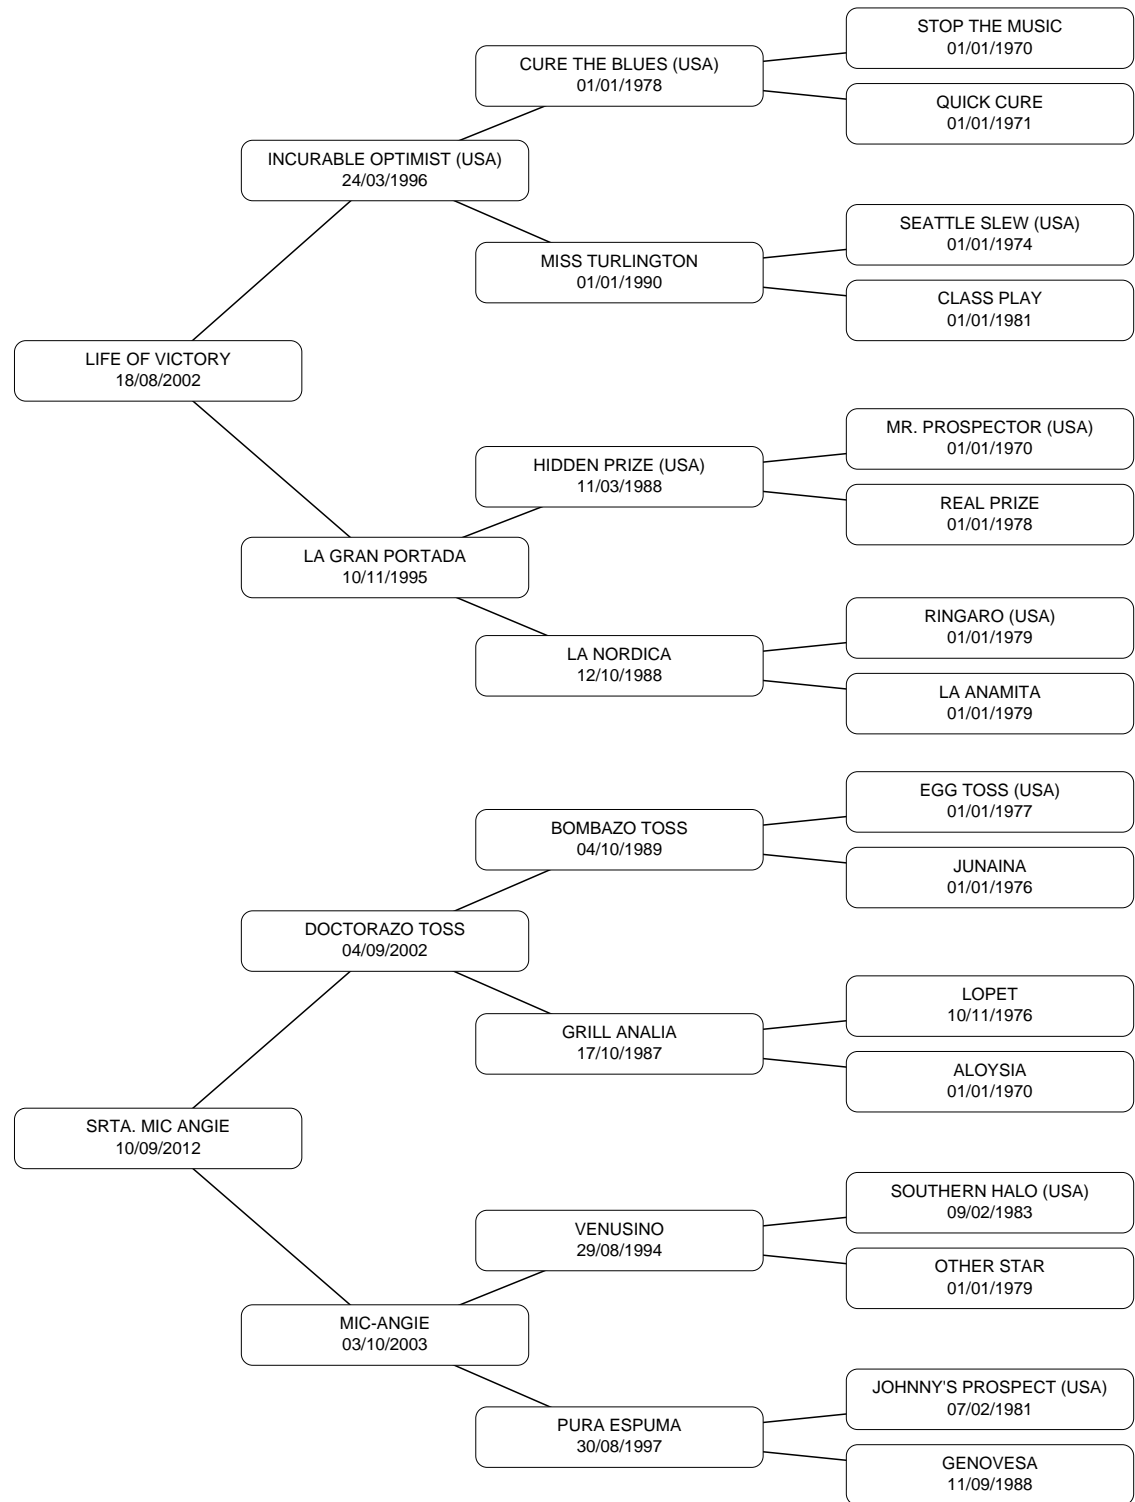 STOP THE MUSIC
01/01/1970
CURE THE BLUES (USA)
01/01/1978
QUICK CURE
01/01/1971
INCURABLE OPTIMIST (USA)
24/03/1996
SEATTLE SLEW (USA)
01/01/1974
MISS TURLINGTON
01/01/1990
CLASS PLAY
01/01/1981
LIFE OF VICTORY
18/08/2002
MR. PROSPECTOR (USA)
01/01/1970
HIDDEN PRIZE (USA)
11/03/1988
REAL PRIZE
01/01/1978
LA GRAN PORTADA
10/11/1995
RINGARO (USA)
01/01/1979
LA NORDICA
12/10/1988
LA ANAMITA
01/01/1979
EGG TOSS (USA)
01/01/1977
BOMBAZO TOSS
04/10/1989
JUNAINA
01/01/1976
DOCTORAZO TOSS
04/09/2002
LOPET
10/11/1976
GRILL ANALIA
17/10/1987
ALOYSIA
01/01/1970
SRTA. MIC ANGIE
10/09/2012
SOUTHERN HALO (USA)
09/02/1983
VENUSINO
29/08/1994
OTHER STAR
01/01/1979
MIC-ANGIE
03/10/2003
JOHNNY'S PROSPECT (USA)
07/02/1981
PURA ESPUMA
30/08/1997
GENOVESA
11/09/1988